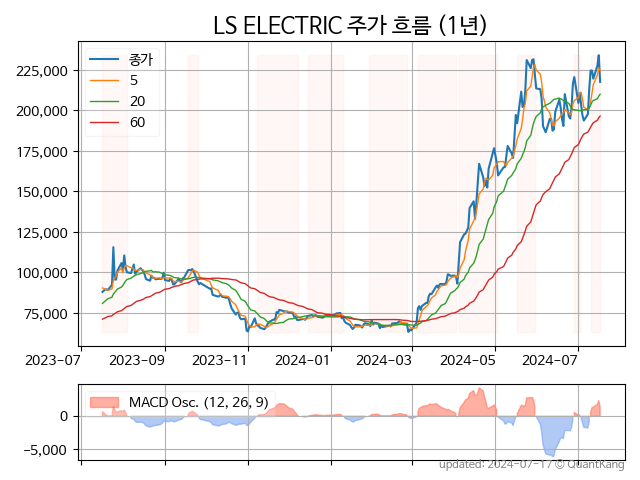 LS ELECTRIC 주가 흐름 (1년)
종가
5
20
60
225,000
200,000
175,000
150,000
125,000
100,000
75,000
2023-07 2023-09 2023-11 2024-01 2024-03 2024-05 2024-07
MACD Osc. (12, 26, 9)
0
−5,000
updated: 2024-07-17 © QuantKang